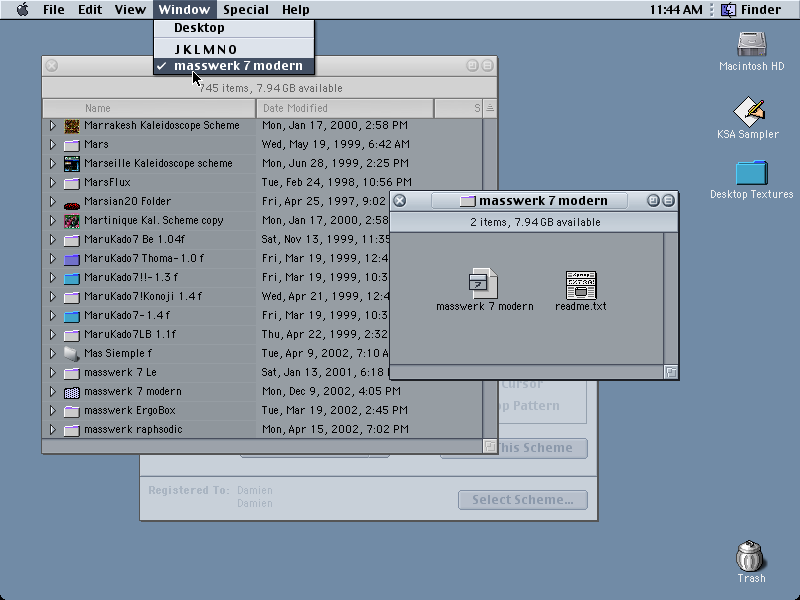 File Edit View Window Special Help 11:44 AM Finder
Desktop
J K L M N O
✓ masswerk 7 modern
745 items, 7.94 GB available
Name Date Modified S
Marrakesh Kaleidoscope Scheme Mon, Jan 17, 2000, 2:58 PM
Mars Wed, May 19, 1999, 6:42 AM
Marseille Kaleidoscope scheme Mon, Jun 28, 1999, 2:25 PM
MarsFlux Tue, Feb 24, 1998, 10:56 PM
Marsian20 Folder Fri, Apr 25, 1997, 9:02
Martinique Kal. Scheme copy Mon, Jan 17, 2000, 2:58
MaruKado7 Be 1.04f Sat, Nov 13, 1999, 11:35
MaruKado7 Thoma-1.0 f Fri, Mar 19, 1999, 12:4
MaruKado7!!-1.3 f Fri, Mar 19, 1999, 10:3
MaruKado7!Konoji 1.4 f Wed, Apr 21, 1999, 12:4
MaruKado7-1.4 f Fri, Mar 19, 1999, 10:3
MaruKado7LB 1.1f Thu, Apr 22, 1999, 2:32
Mas Siemple f Tue, Apr 9, 2002, 7:10 A
masswerk 7 Le Sat, Jan 13, 2001, 6:18
masswerk 7 modern Mon, Dec 9, 2002, 4:05 PM
masswerk ErgoBox Tue, Mar 19, 2002, 2:45 PM
masswerk raphsodic Mon, Apr 15, 2002, 7:02 PM
masswerk 7 modern
2 items, 7.94 GB available
masswerk 7 modern readme.txt
Cursor
op Pattern
This Scheme
Registered To: Damien
Damien
Select Scheme...
Macintosh HD
KSA Sampler
Desktop Textures
Trash